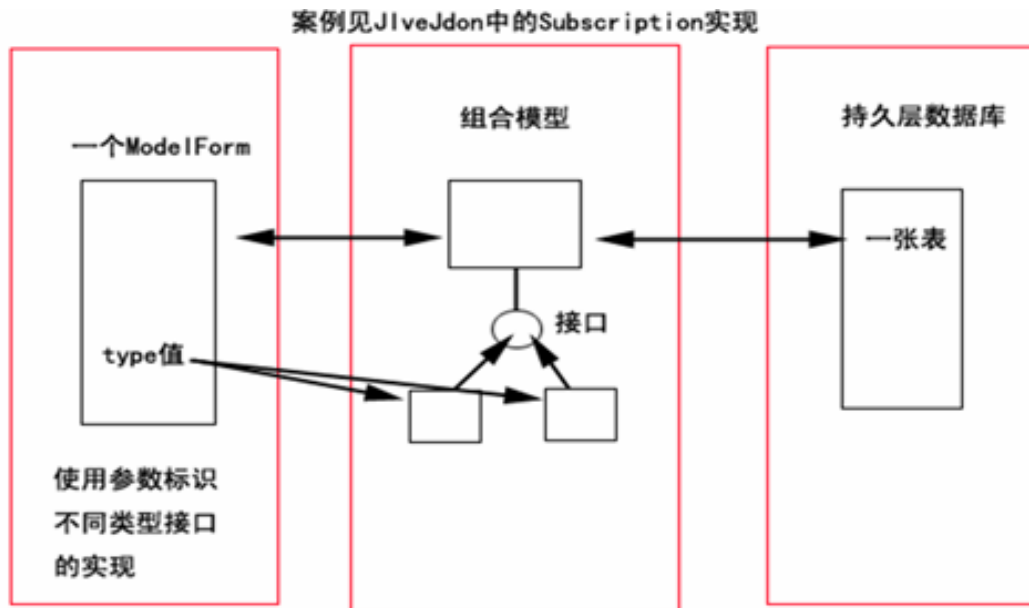 案例见JIveJdon中的Subscription实现
一个ModelForm
type值
使用参数标识
不同类型接口
的实现
组合模型
接口
持久层数据库
一张表